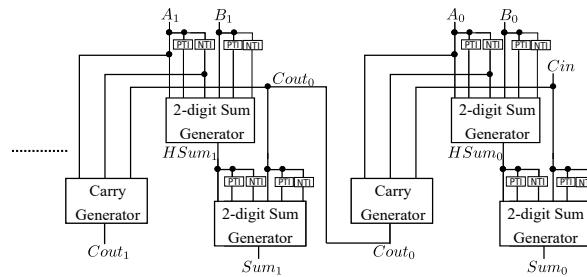 A1 B1 A0 B0
PTI NTI PTI NTI PTI NTI PTI NTI
Cout0 Cin
2-digit Sum Generator 2-digit Sum Generator
HSum1 HSum0
PTI NTI PTI NTI PTI NTI PTI NTI
Carry Generator 2-digit Sum Generator Carry Generator 2-digit Sum Generator
Cout1 Cout0
Sum1 Sum0